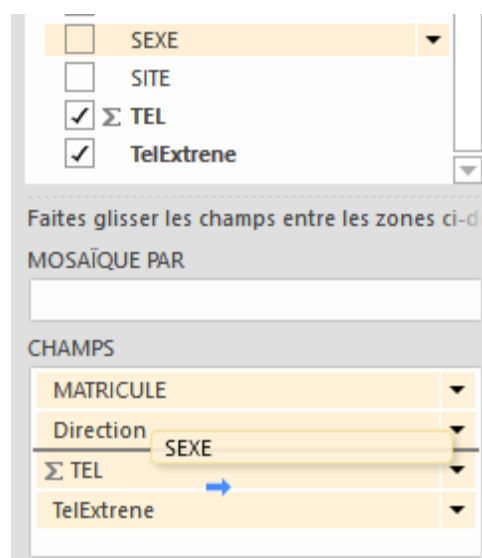 SEXE
SITE
Σ TEL
TelExtrene
Faites glisser les champs entre les zones ci-d
MOSAÏQUE PAR
CHAMPS
MATRICULE
Direction
SEXE
Σ TEL
TelExtrene